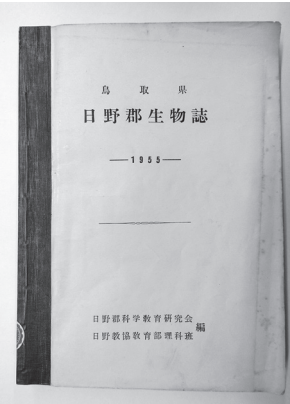 鳥取県
日野郡生物誌
—1955—
日野郡科学教育研究会
日野教協教育部理科班
編